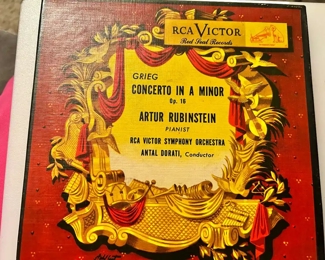 RCA VICTOR
Red Seal Records
GRIEG
CONCERTO IN A MINOR
Op. 16
ARTUR RUBINSTEIN
PIANIST
RCA VICTOR SYMPHONY ORCHESTRA
ANTAL DORATI, Conductor